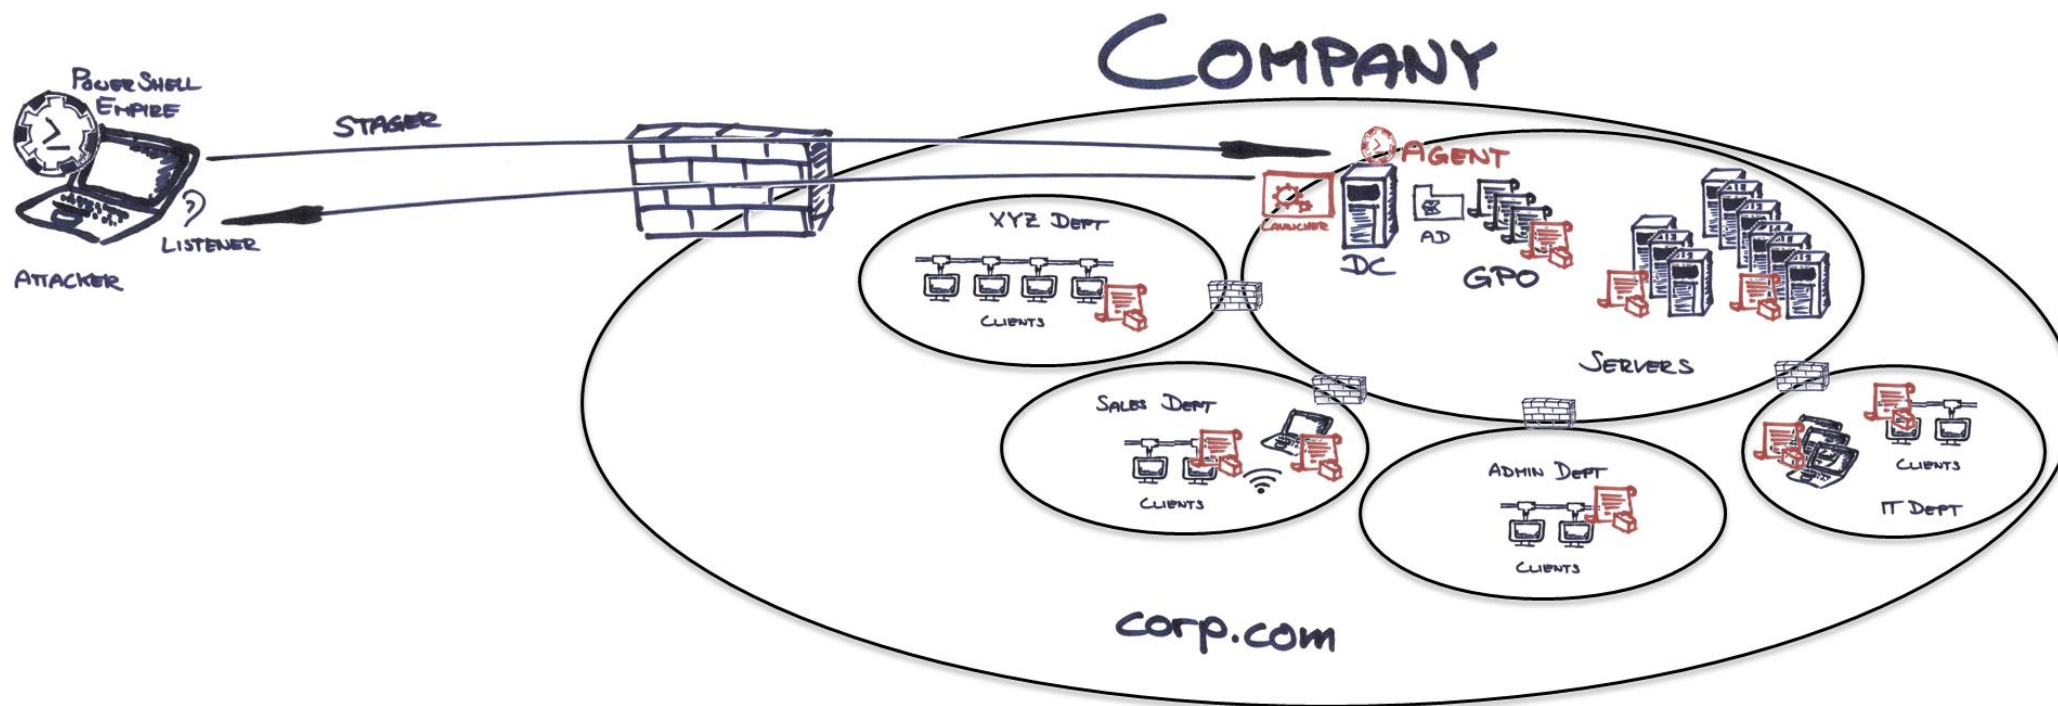 COMPANY
POWERSHELL
EMPIRE
STAGER
AGENT
LISTENER
ATTACKER
LAUNCHER
DC
AD
GPO
XYZ DEPT
CLIENTS
SERVERS
SALES DEPT
CLIENTS
ADMIN DEPT
CLIENTS
CLIENTS
IT DEPT
corp.com